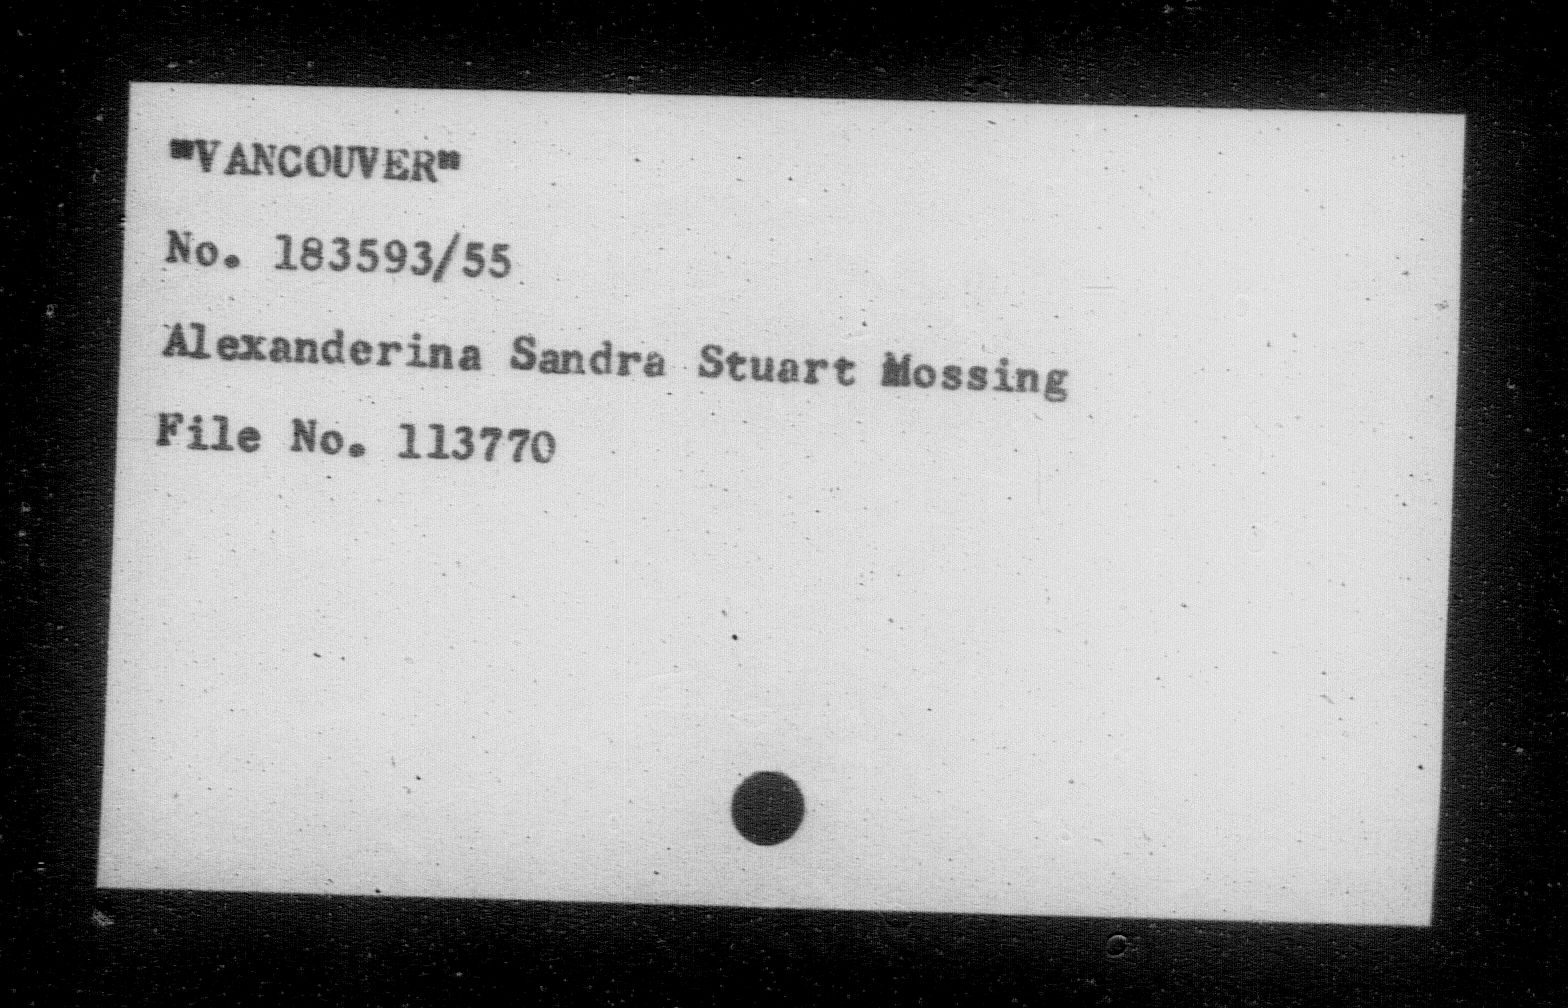 "VANCOUVER"
No. 183593/55
Alexanderina Sandra Stuart Mossing
File No. 113770